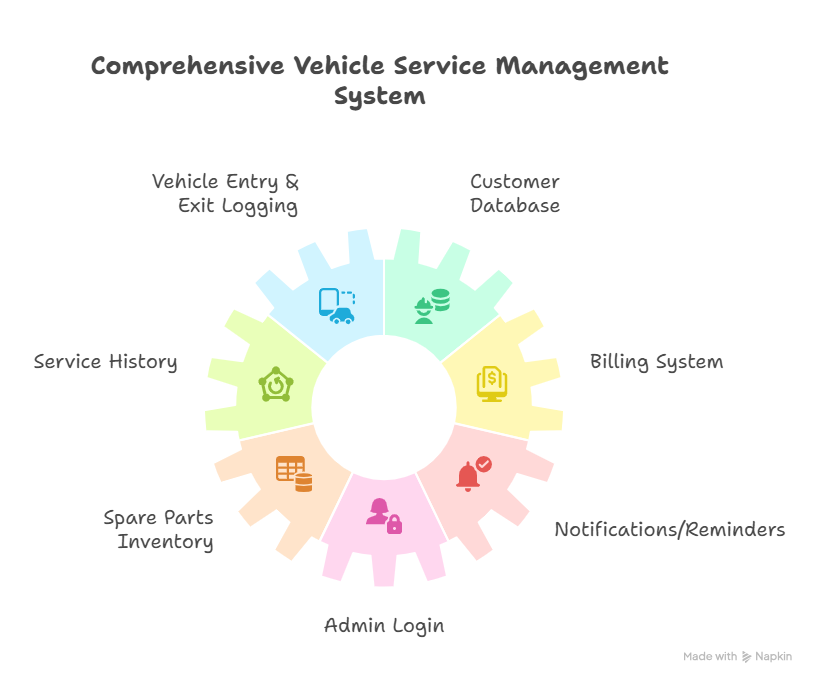 Comprehensive Vehicle Service Management
System
Vehicle Entry &
Exit Logging
Customer
Database
Service History
Billing System
$
Spare Parts
Inventory
Notifications/Reminders
Admin Login
Made with Napkin